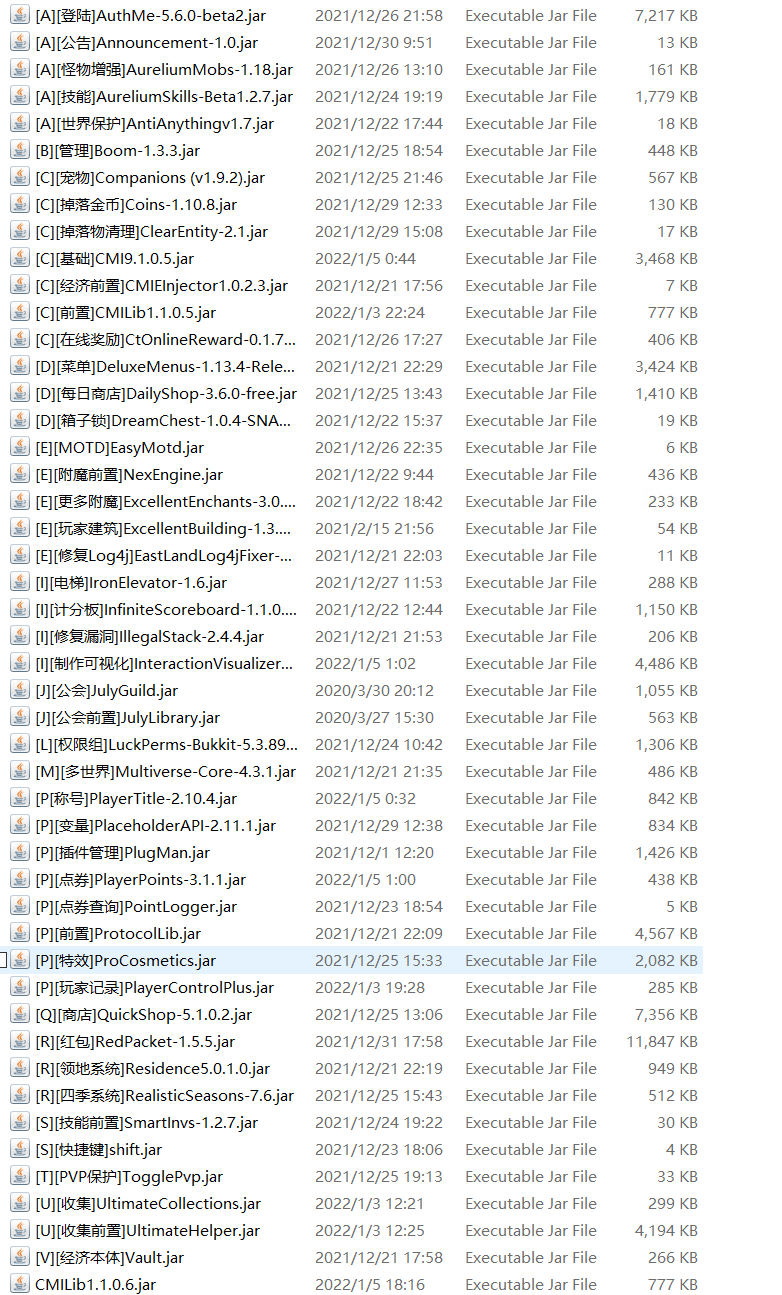 [A][登陆]AuthMe-5.6.0-beta2.jar 2021/12/26 21:58 Executable Jar File 7,217 KB
[A][公告]Announcement-1.0.jar 2021/12/30 9:51 Executable Jar File 13 KB
[A][怪物增强]AureliumMobs-1.18.jar 2021/12/26 13:10 Executable Jar File 161 KB
[A][技能]AureliumSkills-Beta1.2.7.jar 2021/12/24 19:19 Executable Jar File 1,779 KB
[A][世界保护]AntiAnythingv1.7.jar 2021/12/22 17:44 Executable Jar File 18 KB
[B][管理]Boom-1.3.3.jar 2021/12/25 18:54 Executable Jar File 448 KB
[C][宠物]Companions (v1.9.2).jar 2021/12/25 21:46 Executable Jar File 567 KB
[C][掉落金币]Coins-1.10.8.jar 2021/12/29 12:33 Executable Jar File 130 KB
[C][掉落物清理]ClearEntity-2.1.jar 2021/12/29 15:08 Executable Jar File 17 KB
[C][基础]CMI9.1.0.5.jar 2022/1/5 0:44 Executable Jar File 3,468 KB
[C][经济前置]CMIEInjector1.0.2.3.jar 2021/12/21 17:56 Executable Jar File 7 KB
[C][前置]CMILib1.1.0.5.jar 2022/1/3 22:24 Executable Jar File 777 KB
[C][在线奖励]CtOnlineReward-0.1.7... 2021/12/26 17:27 Executable Jar File 406 KB
[D][菜单]DeluxeMenus-1.13.4-Rele... 2021/12/21 22:29 Executable Jar File 3,424 KB
[D][每日商店]DailyShop-3.6.0-free.jar 2021/12/25 13:43 Executable Jar File 1,410 KB
[D][箱子锁]DreamChest-1.0.4-SNA... 2021/12/22 15:37 Executable Jar File 19 KB
[E][MOTD]EasyMotd.jar 2021/12/26 22:35 Executable Jar File 6 KB
[E][附魔前置]NexEngine.jar 2021/12/22 9:44 Executable Jar File 436 KB
[E][更多附魔]ExcellentEnchants-3.0.... 2021/12/22 18:42 Executable Jar File 233 KB
[E][玩家建筑]ExcellentBuilding-1.3.... 2021/2/15 21:56 Executable Jar File 54 KB
[E][修复Log4j]EastLandLog4jFixer-... 2021/12/21 22:03 Executable Jar File 11 KB
[I][电梯]IronElevator-1.6.jar 2021/12/27 11:53 Executable Jar File 288 KB
[I][计分板]InfiniteScoreboard-1.1.0.... 2021/12/22 12:44 Executable Jar File 1,150 KB
[I][修复漏洞]IllegalStack-2.4.4.jar 2021/12/21 21:53 Executable Jar File 206 KB
[I][制作可视化]InteractionVisualizer... 2022/1/5 1:02 Executable Jar File 4,486 KB
[J][公会]JulyGuild.jar 2020/3/30 20:12 Executable Jar File 1,055 KB
[J][公会前置]JulyLibrary.jar 2020/3/27 15:30 Executable Jar File 563 KB
[L][权限组]LuckPerms-Bukkit-5.3.89... 2021/12/24 10:42 Executable Jar File 1,306 KB
[M][多世界]Multiverse-Core-4.3.1.jar 2021/12/21 21:35 Executable Jar File 486 KB
[P[称号]PlayerTitle-2.10.4.jar 2022/1/5 0:32 Executable Jar File 842 KB
[P][变量]PlaceholderAPI-2.11.1.jar 2021/12/29 12:38 Executable Jar File 834 KB
[P][插件管理]PlugMan.jar 2021/12/1 12:20 Executable Jar File 1,426 KB
[P][点券]PlayerPoints-3.1.1.jar 2022/1/5 1:00 Executable Jar File 438 KB
[P][点券查询]PointLogger.jar 2021/12/23 18:54 Executable Jar File 5 KB
[P][前置]ProtocolLib.jar 2021/12/21 22:09 Executable Jar File 4,567 KB
[P][特效]ProCosmetics.jar 2021/12/25 15:33 Executable Jar File 2,082 KB
[P][玩家记录]PlayerControlPlus.jar 2022/1/3 19:28 Executable Jar File 285 KB
[Q][商店]QuickShop-5.1.0.2.jar 2021/12/25 13:06 Executable Jar File 7,356 KB
[R][红包]RedPacket-1.5.5.jar 2021/12/31 17:58 Executable Jar File 11,847 KB
[R][领地系统]Residence5.0.1.0.jar 2021/12/21 22:19 Executable Jar File 949 KB
[R][四季系统]RealisticSeasons-7.6.jar 2021/12/25 15:43 Executable Jar File 512 KB
[S][技能前置]SmartInvs-1.2.7.jar 2021/12/24 19:22 Executable Jar File 30 KB
[S][快捷键]shift.jar 2021/12/23 18:06 Executable Jar File 4 KB
[T][PVP保护]TogglePvp.jar 2021/12/25 19:13 Executable Jar File 33 KB
[U][收集]UltimateCollections.jar 2022/1/3 12:21 Executable Jar File 299 KB
[U][收集前置]UltimateHelper.jar 2022/1/3 12:25 Executable Jar File 4,194 KB
[V][经济本体]Vault.jar 2021/12/21 17:58 Executable Jar File 266 KB
CMILib1.1.0.6.jar 2022/1/5 18:16 Executable Jar File 777 KB